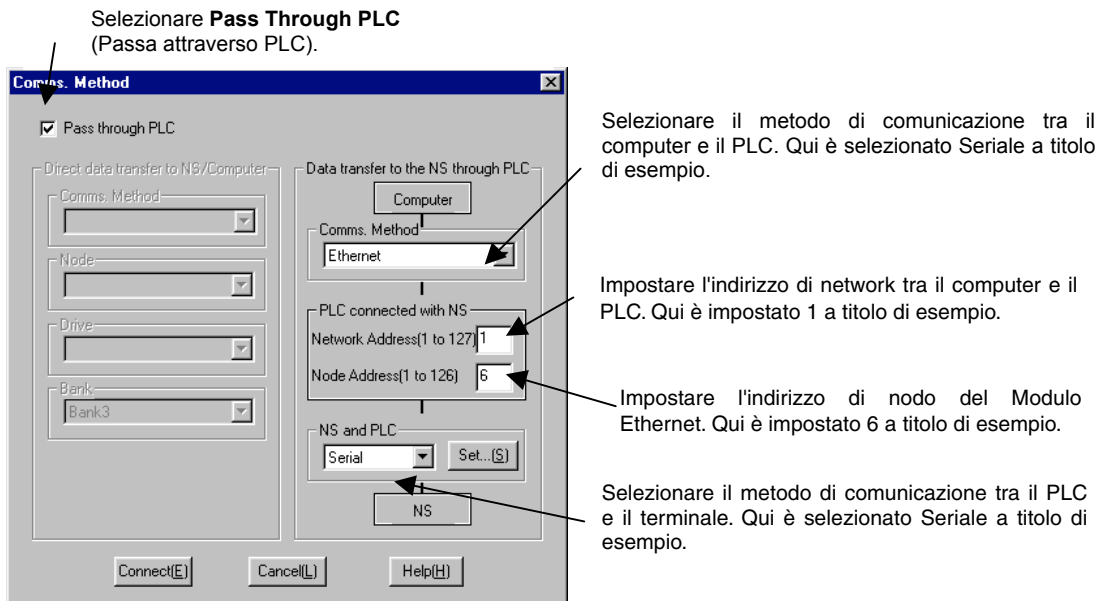 Selezionare Pass Through PLC
(Passa attraverso PLC).
Comms. Method
Pass through PLC
Direct data transfer to NS/Computer
Comms. Method
Node
Drive
Bank
Bank3
Data transfer to the NS through PLC
Computer
Comms. Method
Ethernet
PLC connected with NS
Network Address(1 to 127) 1
Node Address(1 to 126) 6
NS and PLC
Serial Set...(S)
NS
Connect(E) Cancel(L) Help(H)
Selezionare il metodo di comunicazione tra il
computer e il PLC. Qui è selezionato Seriale a titolo
di esempio.
Impostare l'indirizzo di network tra il computer e il
PLC. Qui è impostato 1 a titolo di esempio.
Impostare l'indirizzo di nodo del Modulo
Ethernet. Qui è impostato 6 a titolo di esempio.
Selezionare il metodo di comunicazione tra il PLC
e il terminale. Qui è selezionato Seriale a titolo di
esempio.